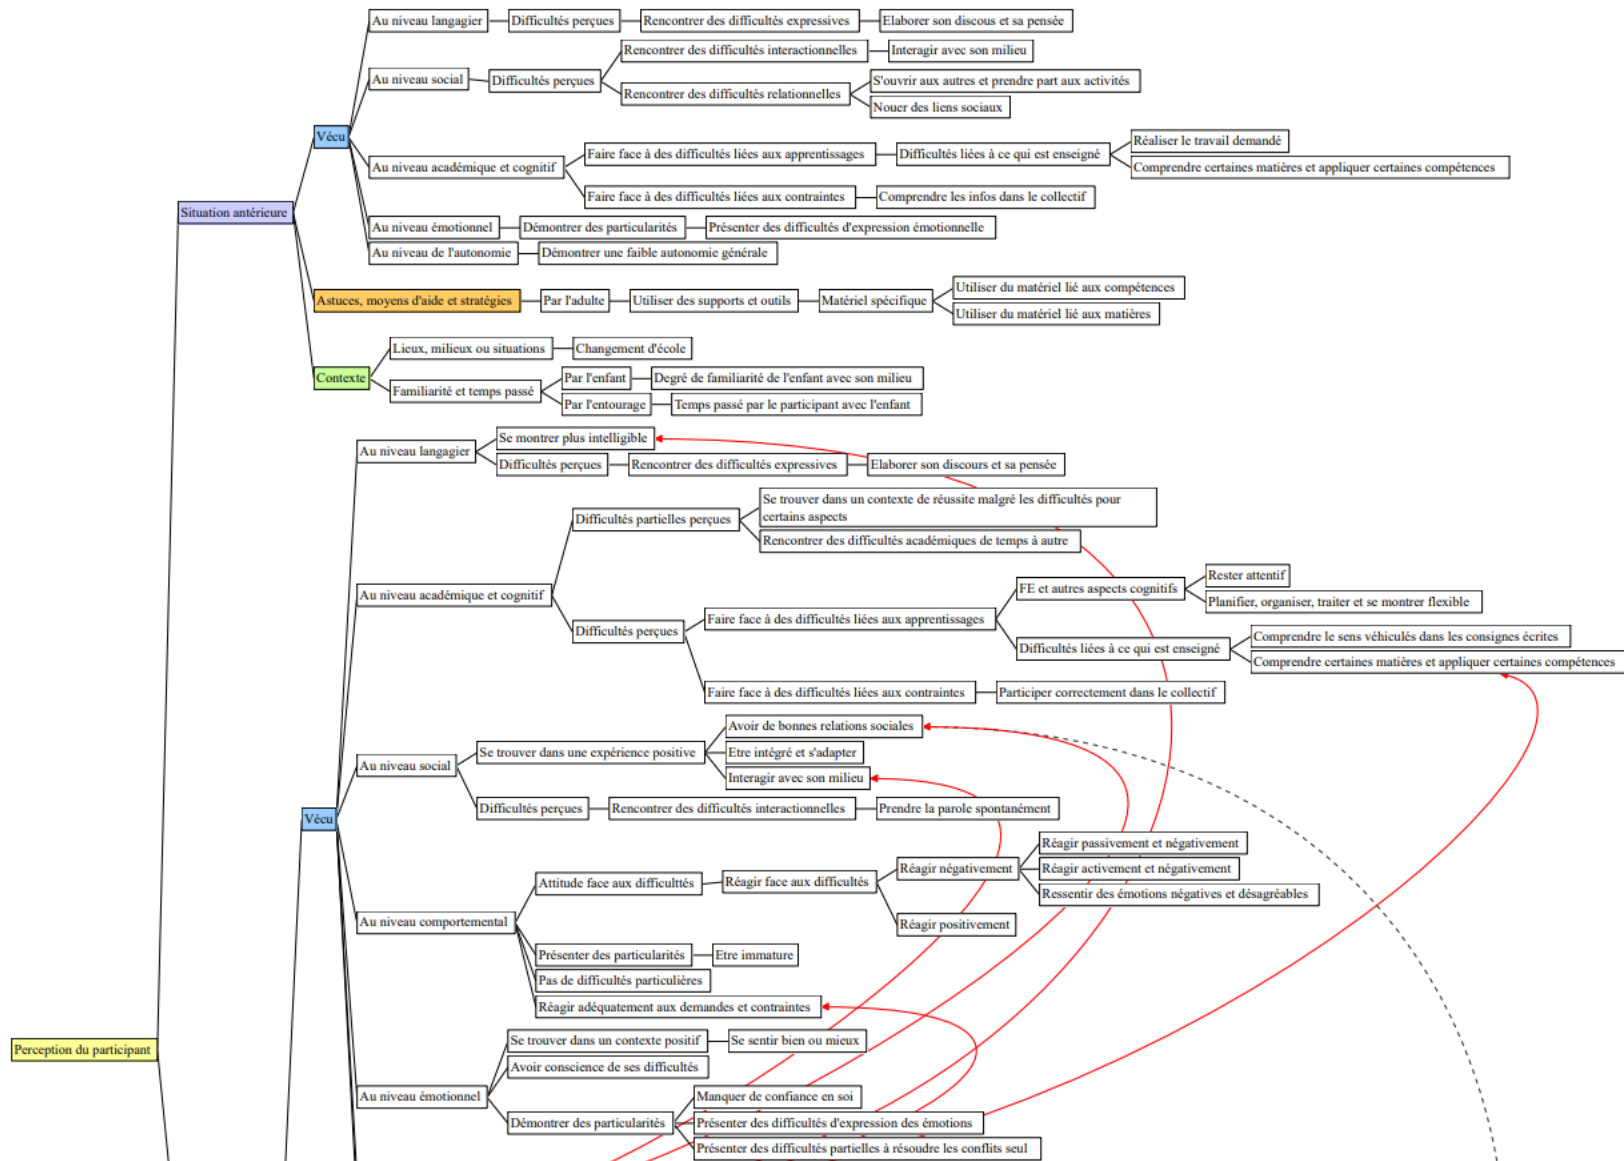 Au niveau langagier
Difficultés perçues
Rencontrer des difficultés expressives
Elaborer son discous et sa pensée
Au niveau social
Difficultés perçues
Rencontrer des difficultés interactionnelles
Interagir avec son milieu
Rencontrer des difficultés relationnelles
S'ouvrir aux autres et prendre part aux activités
Nouer des liens sociaux
Vécu
Au niveau académique et cognitif
Faire face à des difficultés liées aux apprentissages
Difficultés liées à ce qui est enseigné
Réaliser le travail demandé
Comprendre certaines matières et appliquer certaines compétences
Faire face à des difficultés liées aux contraintes
Comprendre les infos dans le collectif
Situation antérieure
Au niveau émotionnel
Démontrer des particularités
Présenter des difficultés d'expression émotionnelle
Au niveau de l'autonomie
Démontrer une faible autonomie générale
Astuces, moyens d'aide et stratégies
Par l'adulte
Utiliser des supports et outils
Matériel spécifique
Utiliser du matériel lié aux compétences
Utiliser du matériel lié aux matières
Contexte
Lieux, milieux ou situations
Changement d'école
Familiarité et temps passé
Par l'enfant
Degré de familiarité de l'enfant avec son milieu
Par l'entourage
Temps passé par le participant avec l'enfant
Au niveau langagier
Se montrer plus intelligible
Difficultés perçues
Rencontrer des difficultés expressives
Elaborer son discours et sa pensée
Au niveau académique et cognitif
Difficultés partielles perçues
Se trouver dans un contexte de réussite malgré les difficultés pour
certains aspects
Rencontrer des difficultés académiques de temps à autre
Difficultés perçues
Faire face à des difficultés liées aux apprentissages
FE et autres aspects cognitifs
Rester attentif
Planifier, organiser, traiter et se montrer flexible
Difficultés liées à ce qui est enseigné
Comprendre le sens véhiculés dans les consignes écrites
Comprendre certaines matières et appliquer certaines compétences
Faire face à des difficultés liées aux contraintes
Participer correctement dans le collectif
Au niveau social
Se trouver dans une expérience positive
Avoir de bonnes relations sociales
Etre intégré et s'adapter
Interagir avec son milieu
Difficultés perçues
Rencontrer des difficultés interactionnelles
Prendre la parole spontanément
Vécu
Au niveau comportemental
Attitude face aux difficulttés
Réagir face aux difficultés
Réagir négativement
Réagir passivement et négativement
Réagir activement et négativement
Ressentir des émotions négatives et désagréables
Réagir positivement
Présenter des particularités
Etre immature
Pas de difficultés particulières
Réagir adéquatement aux demandes et contraintes
Perception du participant
Au niveau émotionnel
Se trouver dans un contexte positif
Se sentir bien ou mieux
Avoir conscience de ses difficultés
Démontrer des particularités
Manquer de confiance en soi
Présenter des difficultés d'expression des émotions
Présenter des difficultés partielles à résoudre les conflits seul